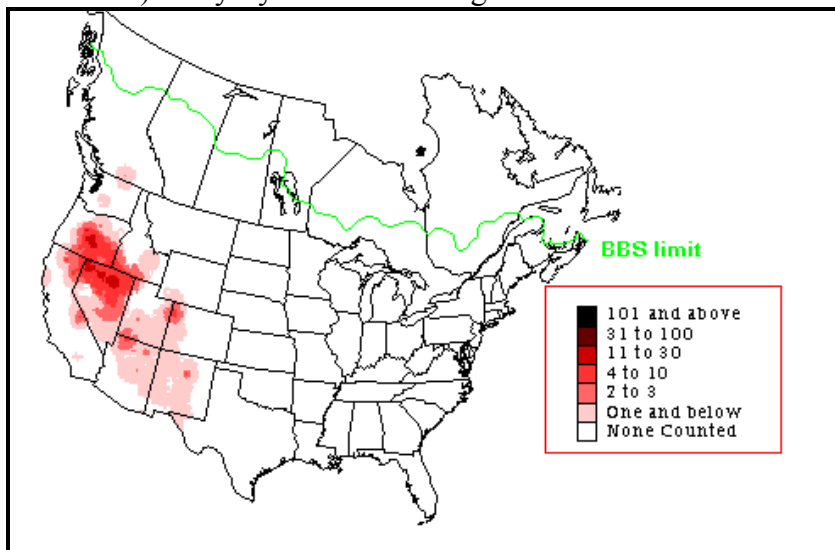 BBS limit
101 and above
31 to 100
11 to 30
4 to 10
2 to 3
One and below
None Counted